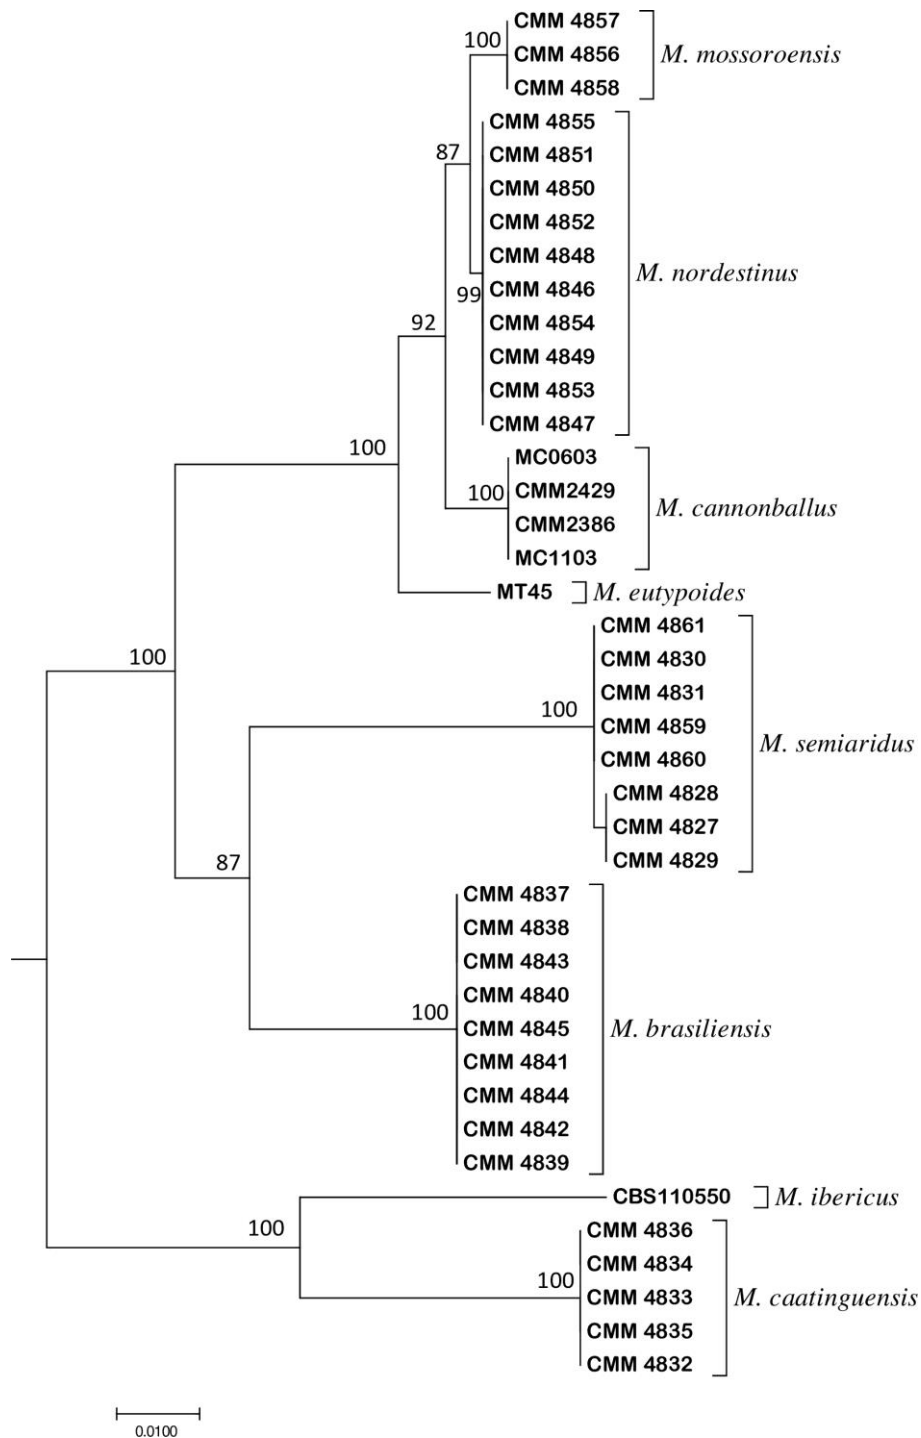 CMM 4857
100
CMM 4856
M. mossoroensis
CMM 4858
CMM 4855
87
CMM 4851
CMM 4850
CMM 4852
CMM 4848
M. nordestinus
99
CMM 4846
92
CMM 4854
CMM 4849
CMM 4853
CMM 4847
100
MC0603
100
CMM2429
M. cannonballus
CMM2386
MC1103
MT45
M. eutypoides
CMM 4861
100
CMM 4830
CMM 4831
100
CMM 4859
M. semiaridus
CMM 4860
CMM 4828
CMM 4827
87
CMM 4829
CMM 4837
CMM 4838
CMM 4843
CMM 4840
100
CMM 4845
M. brasiliensis
CMM 4841
CMM 4844
CMM 4842
CMM 4839
CBS110550
M. ibericus
100
CMM 4836
CMM 4834
100
CMM 4833
M. caatinguensis
CMM 4835
CMM 4832
0.0100